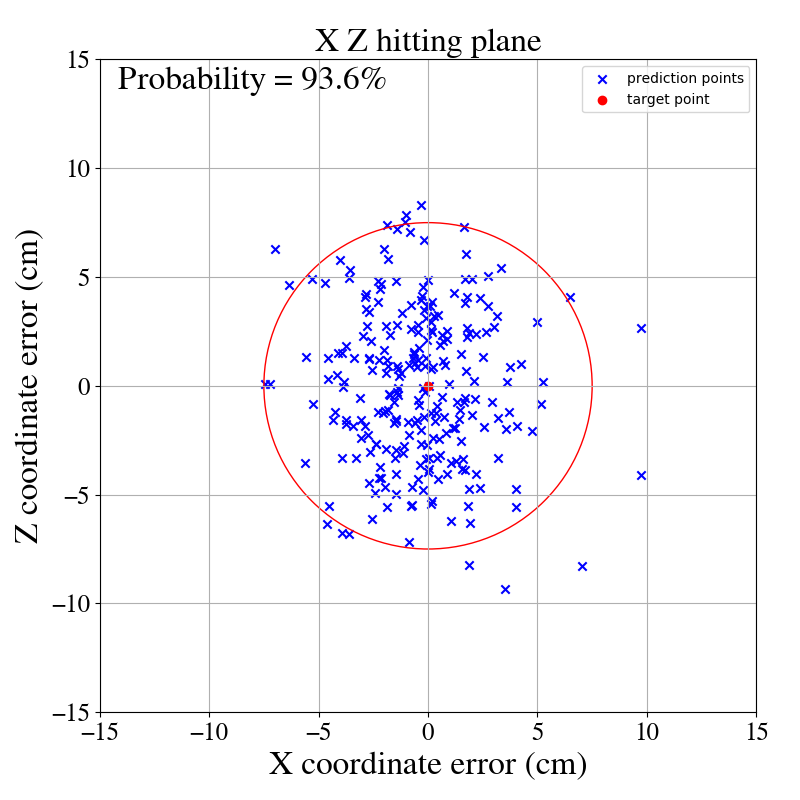 X Z hitting plane
Probability = 93.6%
prediction points
target point
15
10
5
0
−5
−10
−15
Z coordinate error (cm)
−15 −10 −5 0 5 10 15
X coordinate error (cm)